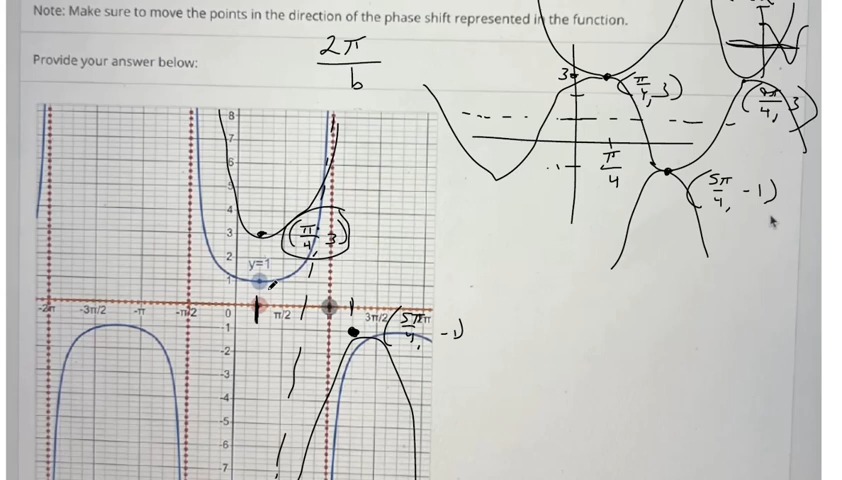 Note: Make sure to move the points in the direction of the phase shift represented in the function.
Provide your answer below:
2π
b
3
(π/4, 3)
(9π/4, 3)
π
4
(5π/4, -1)
8
7
6
5
4
3
2
1
(π/4, 3)
y=1
-2π -3π/2 -π -π/2 0 π/2 3π/2
(5π/4, -1)
-1
-2
-3
-4
-5
-6
-7